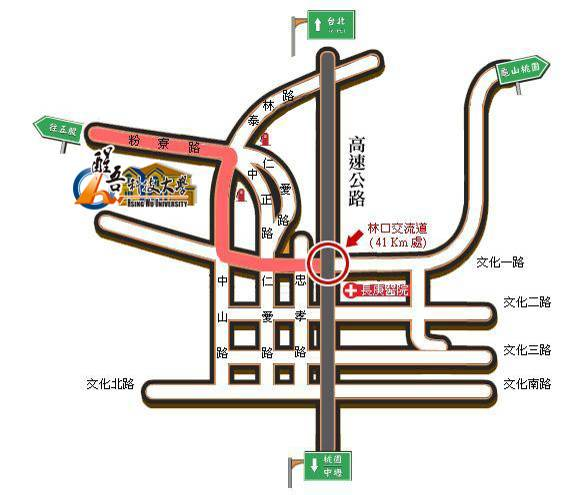 台北
龜山桃園
林
泰
路
往五股
粉寮路
高速公路
醒吾科技大學
HSING WU UNIVERSITY
中正路
仁愛路
林口交流道
(41 Km 處)
文化一路
長庚醫院
中山路
仁愛路
忠孝路
文化二路
文化三路
文化北路
文化南路
桃園
中壢